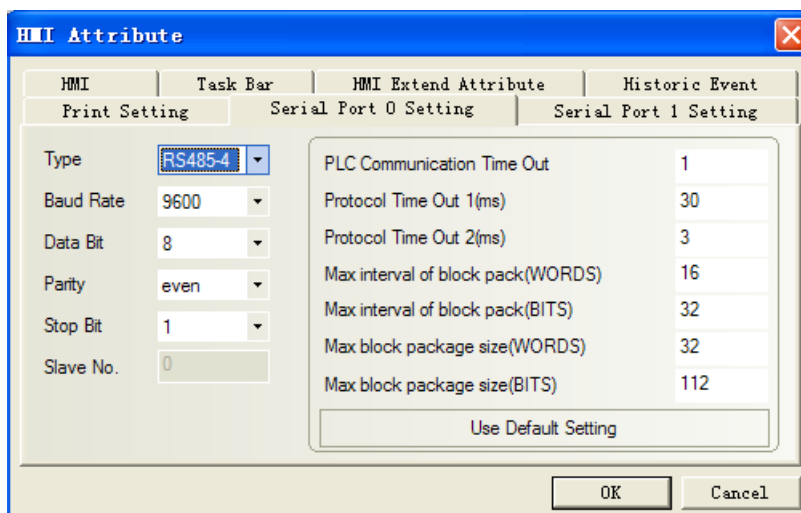 HMI Attribute
HMI Task Bar HMI Extend Attribute Historic Event
Print Setting Serial Port 0 Setting Serial Port 1 Setting
Type RS485-4
Baud Rate 9600
Data Bit 8
Parity even
Stop Bit 1
Slave No. 0
PLC Communication Time Out 1
Protocol Time Out 1(ms) 30
Protocol Time Out 2(ms) 3
Max interval of block pack(WORDS) 16
Max interval of block pack(BITS) 32
Max block package size(WORDS) 32
Max block package size(BITS) 112
Use Default Setting
OK Cancel